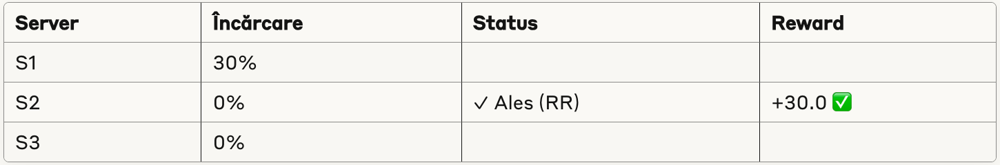 Server Încărcare Status Reward
S1 30%
S2 0% ✓ Ales (RR) +30.0 ✅
S3 0%